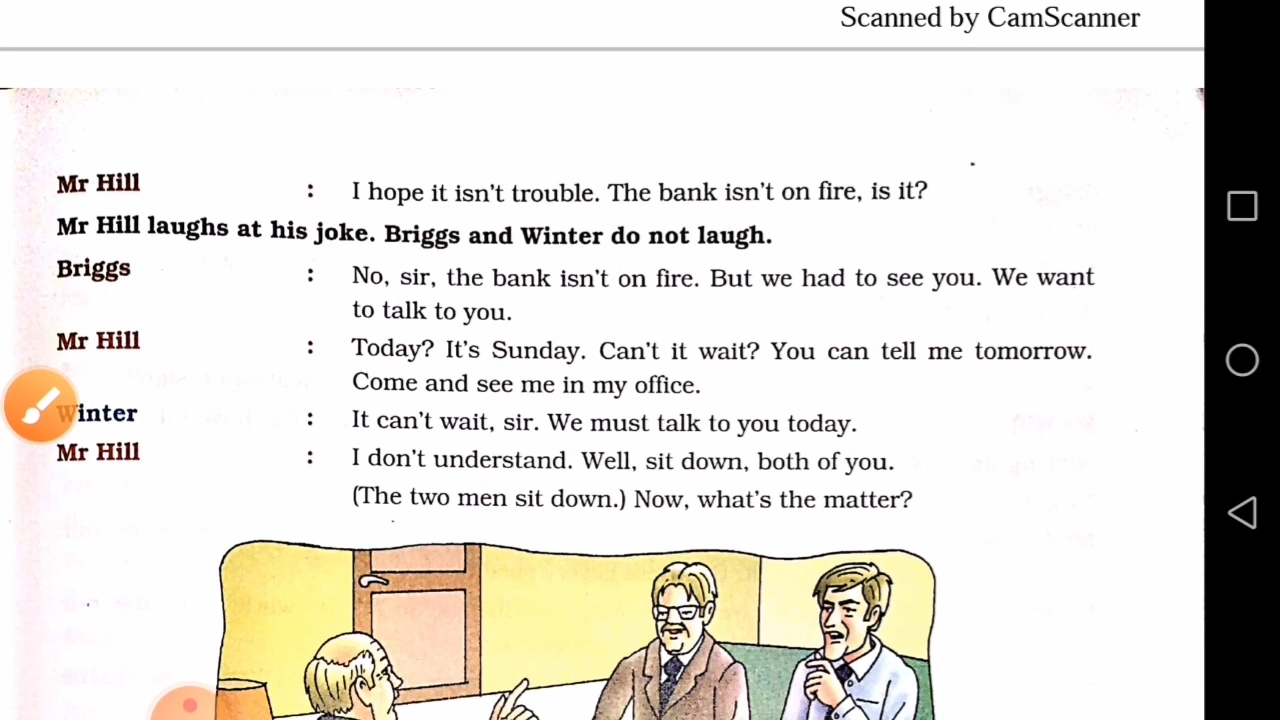 Scanned by CamScanner
Mr Hill : I hope it isn't trouble. The bank isn't on fire, is it?
Mr Hill laughs at his joke. Briggs and Winter do not laugh.
Briggs : No, sir, the bank isn't on fire. But we had to see you. We want
to talk to you.
Mr Hill : Today? It's Sunday. Can't it wait? You can tell me tomorrow.
Come and see me in my office.
Winter : It can't wait, sir. We must talk to you today.
Mr Hill : I don't understand. Well, sit down, both of you.
(The two men sit down.) Now, what's the matter?